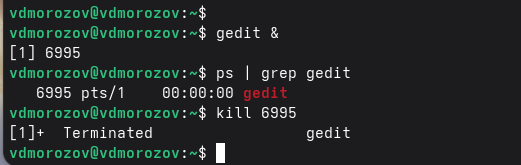 vdmorozov@vdmorozov:~$
vdmorozov@vdmorozov:~$ gedit &
[1] 6995
vdmorozov@vdmorozov:~$ ps | grep gedit
   6995 pts/1    00:00:00 gedit
vdmorozov@vdmorozov:~$ kill 6995
[1]+  Terminated                 gedit
vdmorozov@vdmorozov:~$